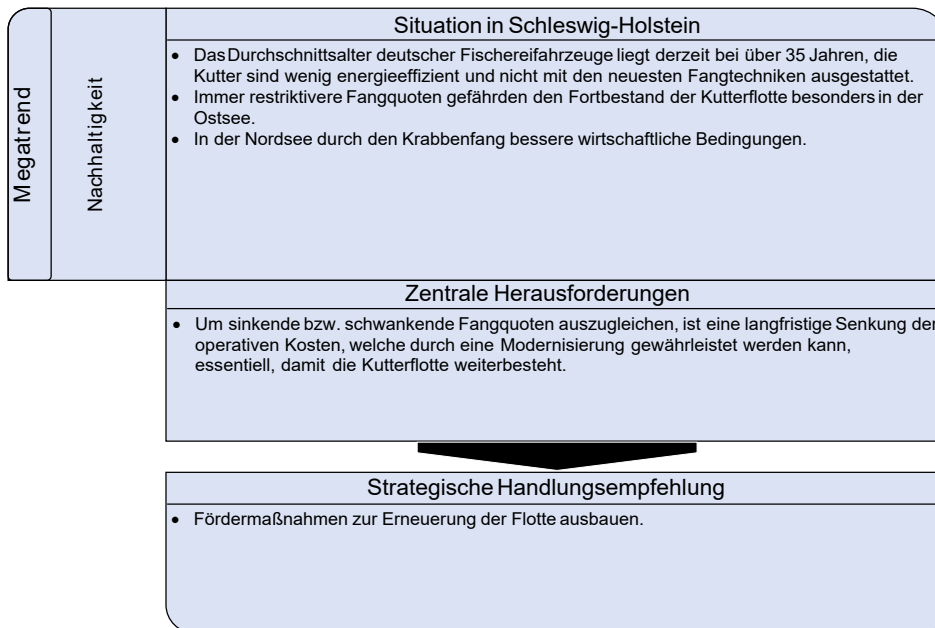 Megatrend
Nachhaltigkeit
Situation in Schleswig-Holstein
• Das Durchschnittsalter deutscher Fischereifahrzeuge liegt derzeit bei über 35 Jahren, die
Kutter sind wenig energieeffizient und nicht mit den neuesten Fangtechniken ausgestattet.
• Immer restriktivere Fangquoten gefährden den Fortbestand der Kutterflotte besonders in der
Ostsee.
• In der Nordsee durch den Krabbenfang bessere wirtschaftliche Bedingungen.
Zentrale Herausforderungen
• Um sinkende bzw. schwankende Fangquoten auszugleichen, ist eine langfristige Senkung der
operativen Kosten, welche durch eine Modernisierung gewährleistet werden kann,
essentiell, damit die Kutterflotte weiterbesteht.
Strategische Handlungsempfehlung
• Fördermaßnahmen zur Erneuerung der Flotte ausbauen.